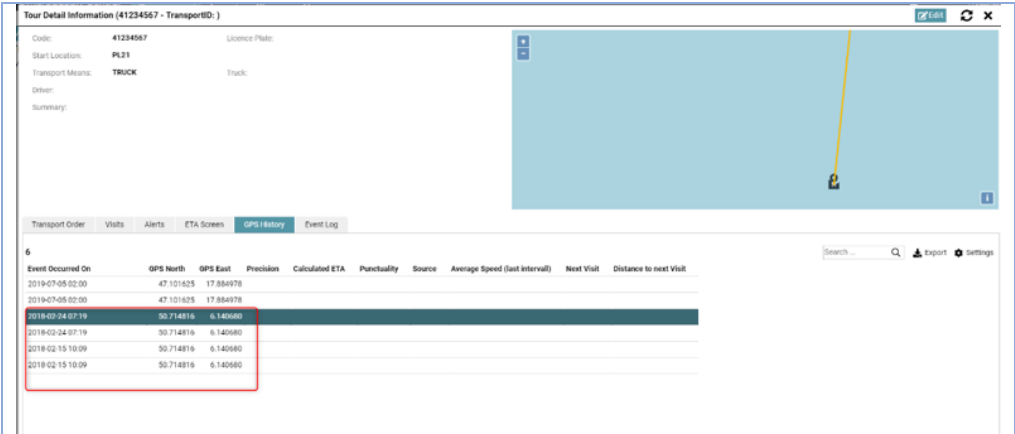 Tour Detail Information (41234567 - TransportID: )
Edit
Code: 41234567 Licence Plate:
Start Location: PL21
Transport Means: TRUCK Truck:
Driver:
Summary:
+
-
i
Transport Order Visits Alerts ETA Screen GPS History Event Log
6
Search ... Export Settings
Event Occurred On GPS North GPS East Precision Calculated ETA Punctuality Source Average Speed (last intervall) Next Visit Distance to next Visit
2019-07-05 02:00 47.101625 17.884978
2019-07-05 02:00 47.101625 17.884978
2018-02-24 07:19 50.714816 6.140680
2018-02-24 07:19 50.714816 6.140680
2018-02-15 10:09 50.714816 6.140680
2018-02-15 10:09 50.714816 6.140680